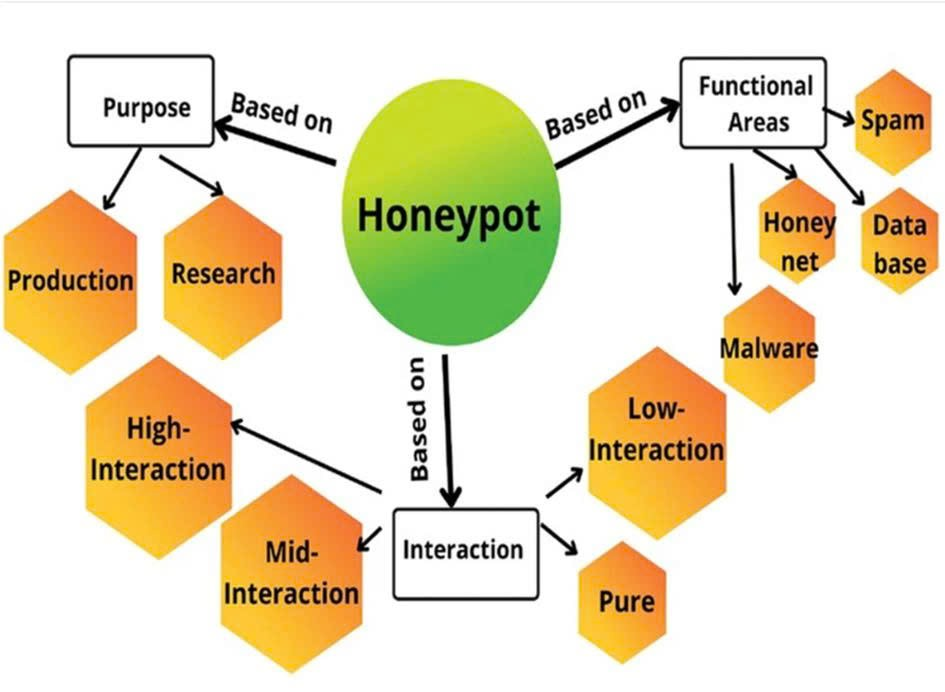 Purpose
Based on
Honeypot
Based on
Functional
Areas
Spam
Production
Research
Honey
net
Data
base
Malware
Based on
High-
Interaction
Mid-
Interaction
Interaction
Low-
Interaction
Pure